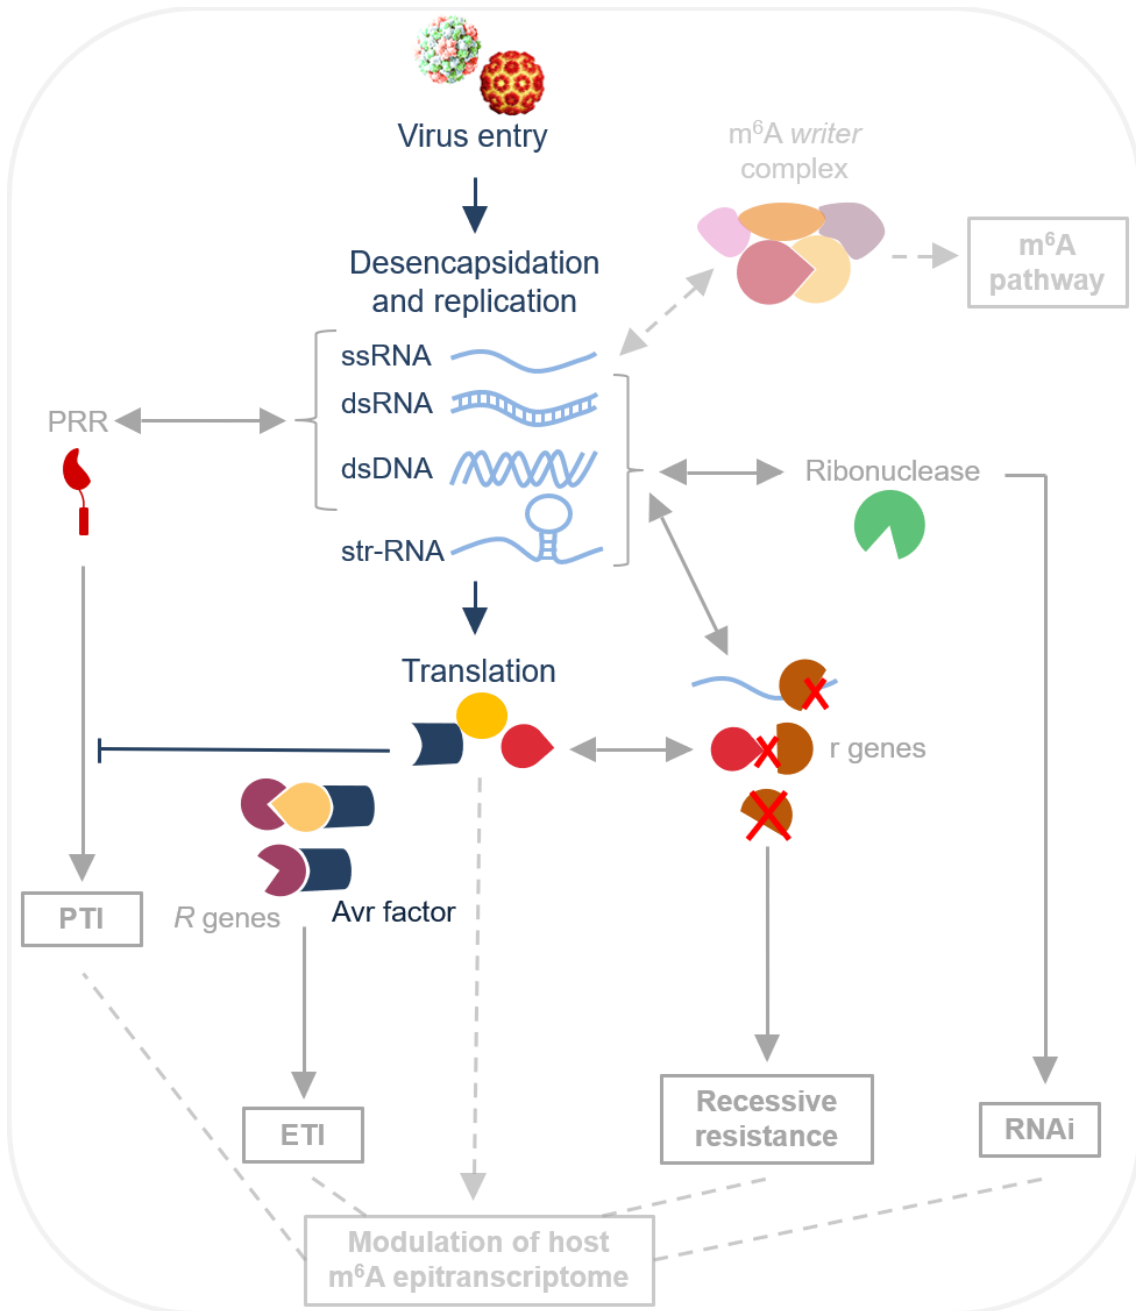 Virus entry
m⁶A writer
complex
m⁶A
pathway
Desencapsidation
and replication
ssRNA
dsRNA
PRR
dsDNA
Ribonuclease
str-RNA
Translation
r genes
PTI
R genes
Avr factor
ETI
Recessive
resistance
RNAi
Modulation of host
m⁶A epitranscriptome